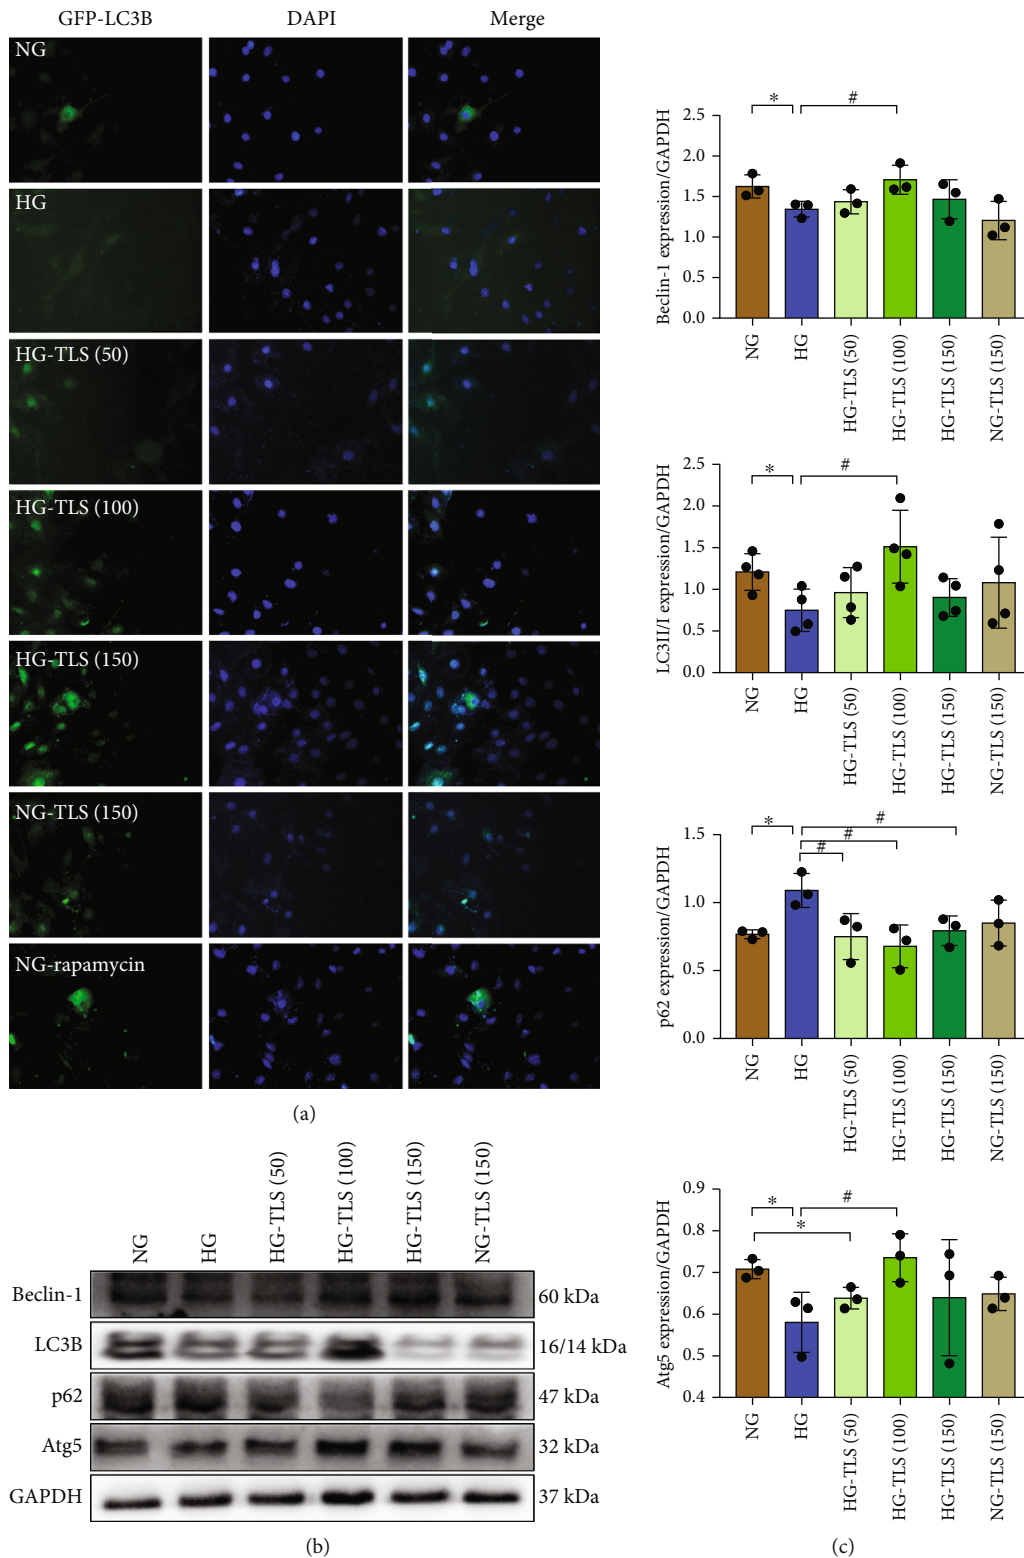 GFP-LC3B DAPI Merge
NG
HG
HG-TLS (50)
HG-TLS (100)
HG-TLS (150)
NG-TLS (150)
NG-rapamycin
(a)
NG HG HG-TLS (50) HG-TLS (100) HG-TLS (150) NG-TLS (150)
Beclin-1 60 kDa
LC3B 16/14 kDa
p62 47 kDa
Atg5 32 kDa
GAPDH 37 kDa
(b)
Beclin-1 expression/GAPDH
2.5
2.0
1.5
1.0
0.5
0.0
* #
NG HG HG-TLS (50) HG-TLS (100) HG-TLS (150) NG-TLS (150)
LC3II/I expression/GAPDH
2.5
2.0
1.5
1.0
0.5
0.0
* #
NG HG HG-TLS (50) HG-TLS (100) HG-TLS (150) NG-TLS (150)
p62 expression/GAPDH
1.5
1.0
0.5
0.0
* # # #
NG HG HG-TLS (50) HG-TLS (100) HG-TLS (150) NG-TLS (150)
Atg5 expression/GAPDH
0.9
0.8
0.7
0.6
0.5
0.4
* * #
NG HG HG-TLS (50) HG-TLS (100) HG-TLS (150) NG-TLS (150)
(c)